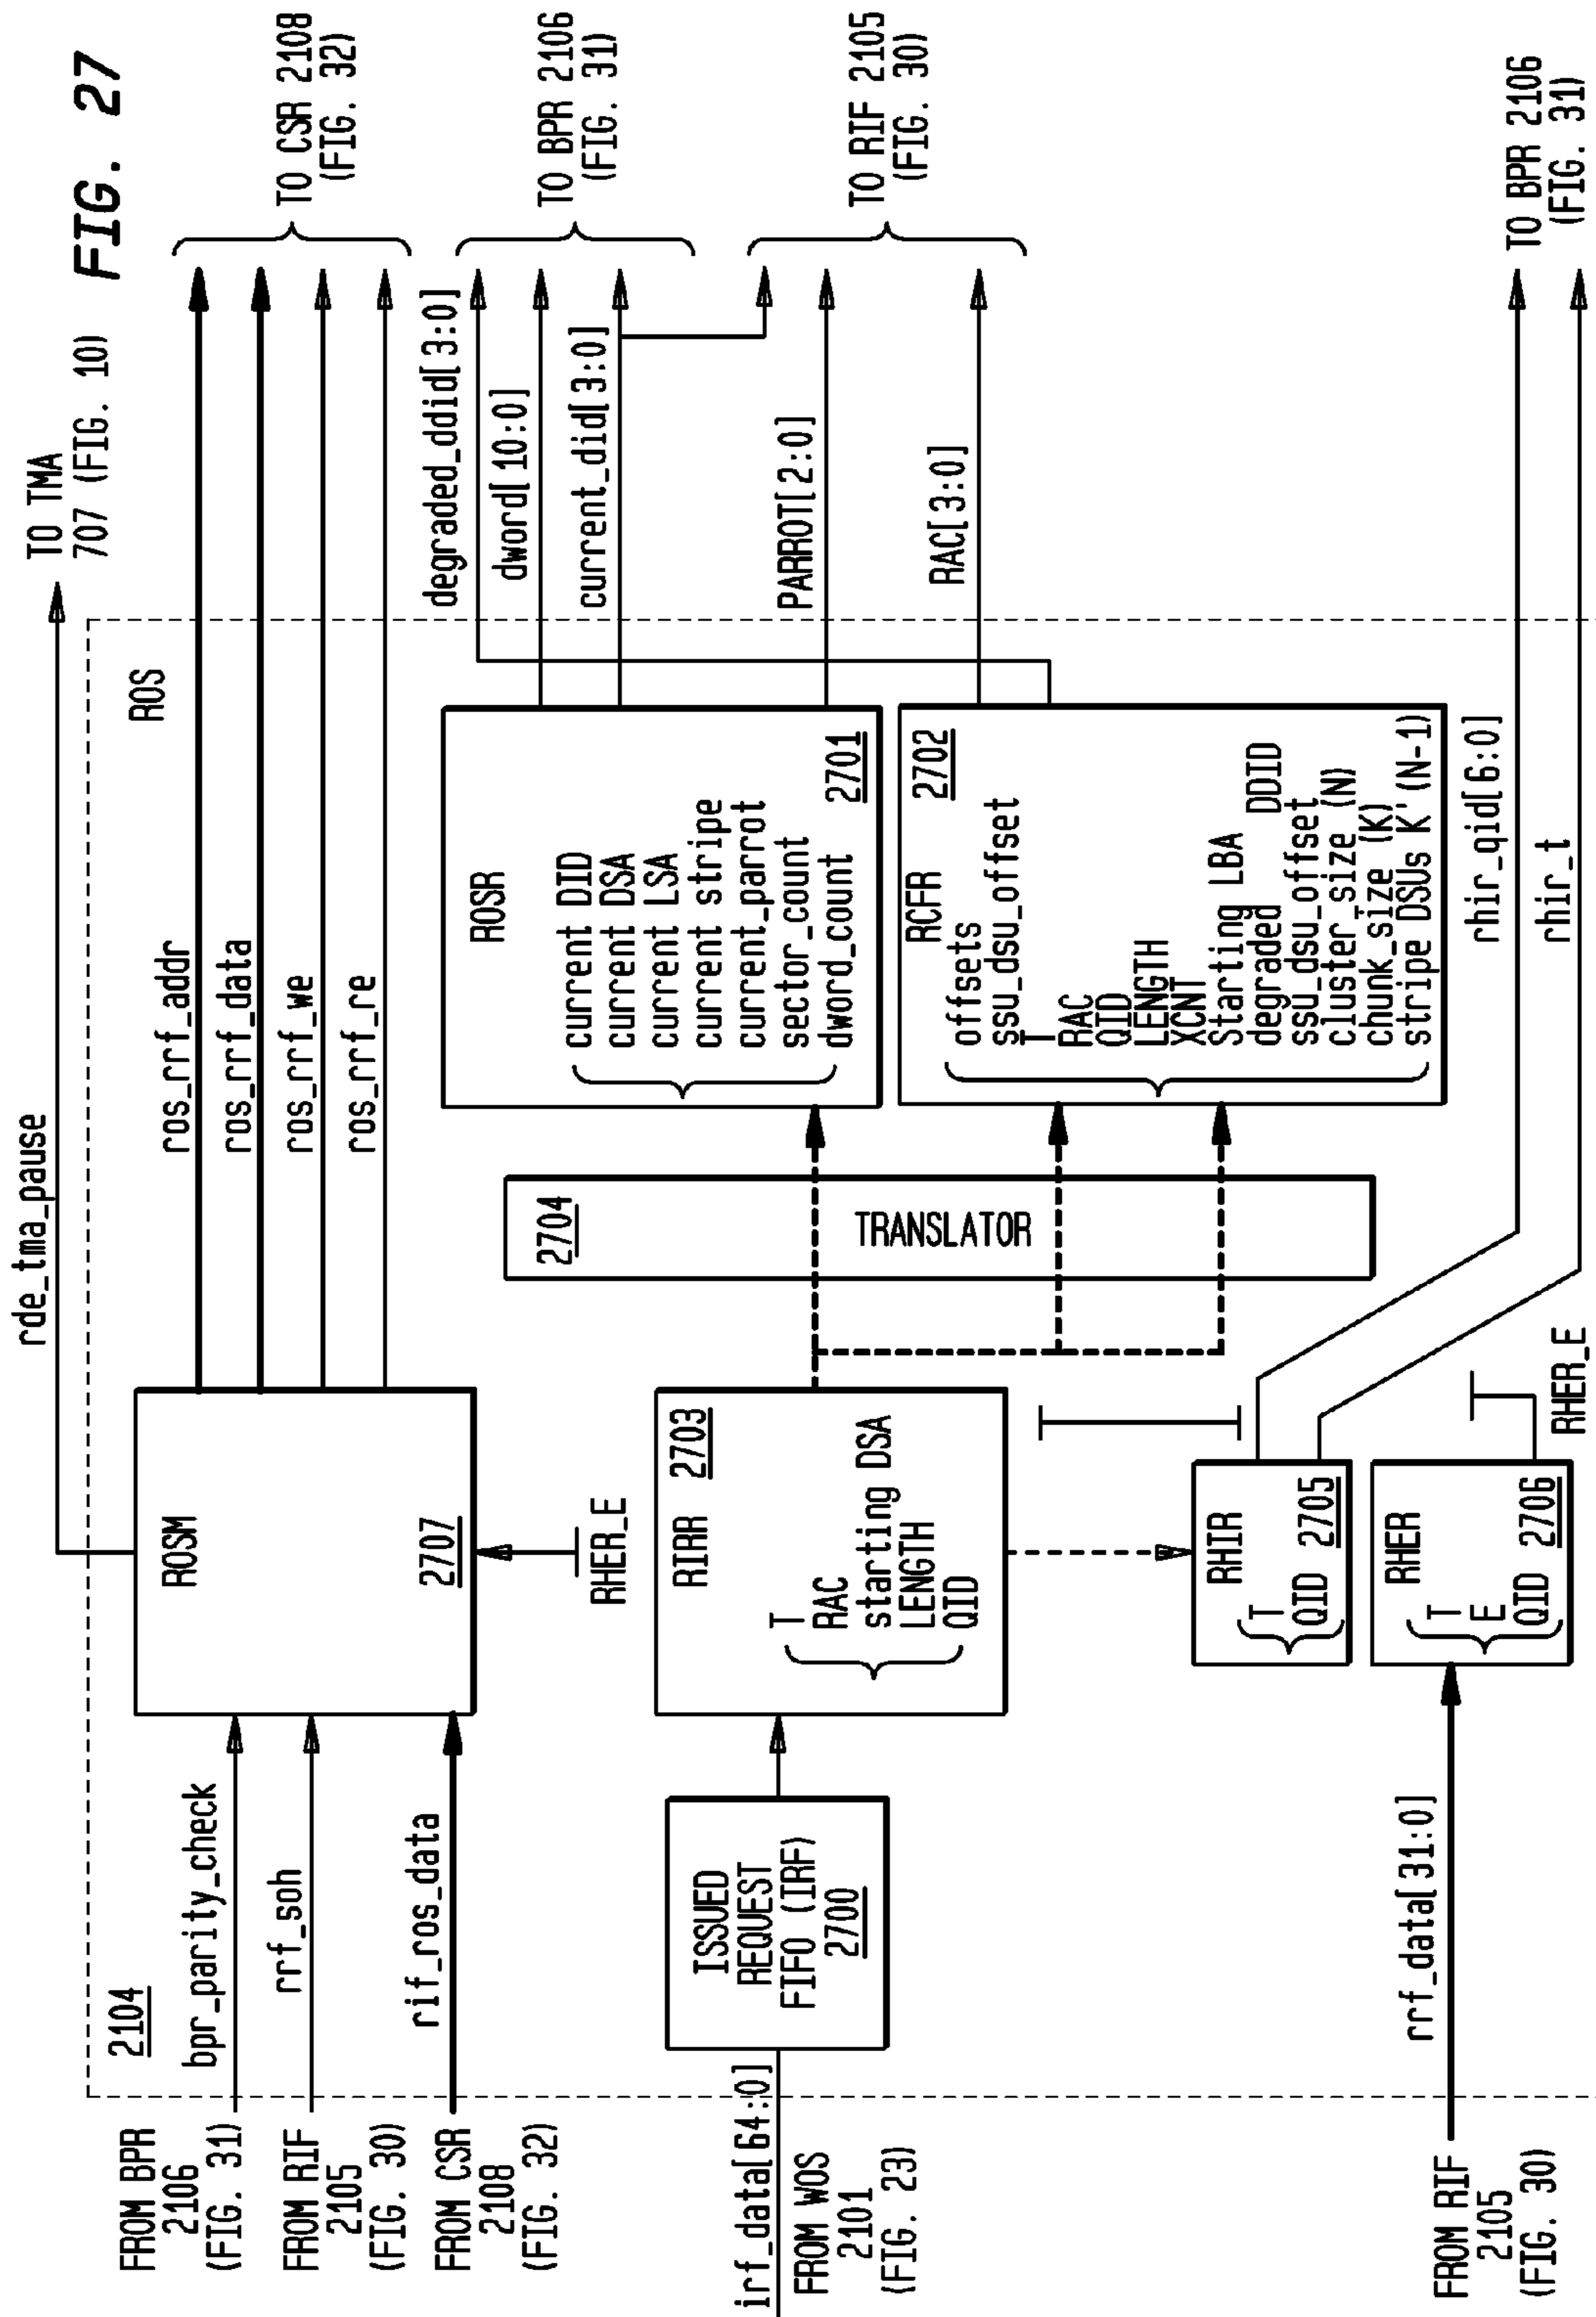 FIG. 27
TO TMA
707 (FIG. 10)
rde_tma_pause
2104
ROS
FROM BPR
2106
(FIG. 31)
bpr_parity_check
FROM RIF
2105
(FIG. 30)
rrf_soh
FROM CSR
2108
(FIG. 32)
rif_ros_data
ROSM
2707
RHER_E
ros_rrf_addr
ros_rrf_data
ros_rrf_we
ros_rrf_re
TO CSR 2108
(FIG. 32)
irf_data[64:0]
FROM WOS
2101
(FIG. 23)
ISSUED
REQUEST
FIFO (IRF)
2700
RIRR
2703
T
RAC
starting DSA
LENGTH
QID
2704
TRANSLATOR
ROSR
current DID
current DSA
current LSA
current stripe
current_parrot
sector_count
dword_count
2701
RCFR
2702
offsets
ssu_dsu_offset
T
RAC
QID
LENGTH
XCNT
Starting LBA
degraded DDID
ssu_dsu_offset
cluster_size (N)
chunk_size (K)
stripe DSUs K'(N-1)
degraded_ddid[3:0]
dword[10:0]
current_did[3:0]
TO BPR 2106
(FIG. 31)
PARROT[2:0]
RAC[3:0]
TO RIF 2105
(FIG. 30)
RHIR
T
QID
2705
rhir_qid[6:0]
rhir_t
TO BPR 2106
(FIG. 31)
FROM RIF
2105
(FIG. 30)
rrf_data[31:0]
RHER
T
E
QID
2706
RHER_E